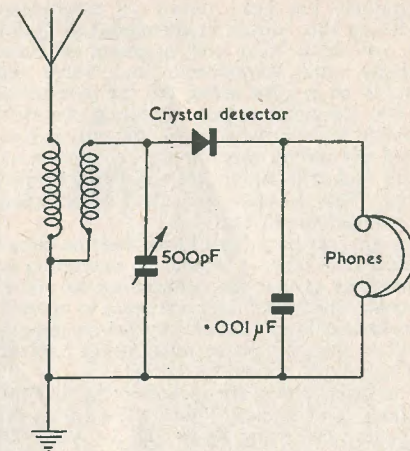 Crystal detector
500pF
Phones
·001μF